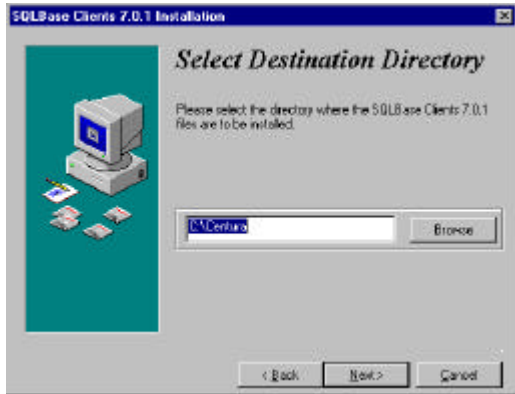 SQLBase Clients 7.0.1 Installation
Select Destination Directory
Please select the directory where the SQLBase Clients 7.0.1
files are to be installed.
C:\Centura
Browse
< Back
Next >
Cancel